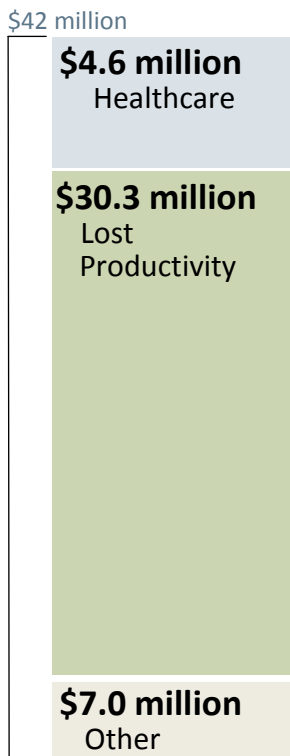 $42 million
$4.6 million
Healthcare
$30.3 million
Lost
Productivity
$7.0 million
Other